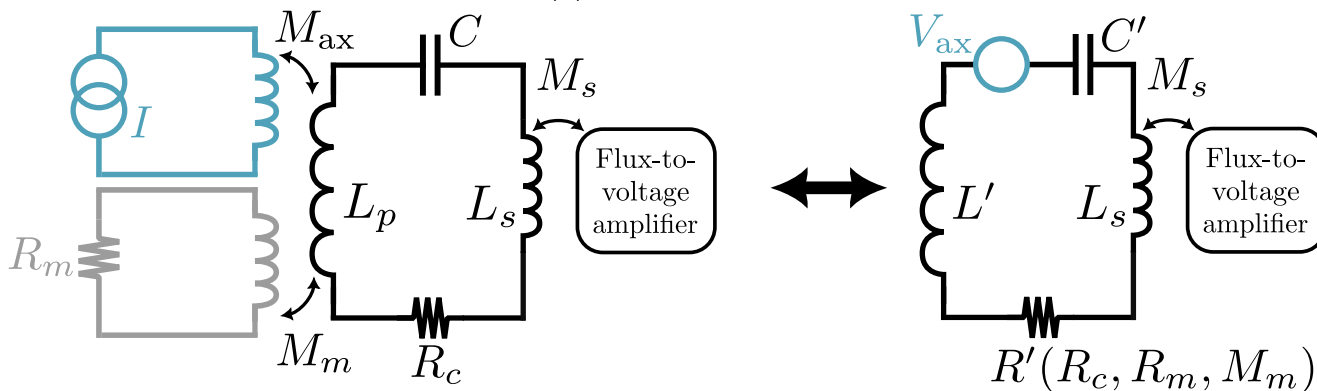 M_ax
C
M_s
I
Flux-to-
voltage
amplifier
L_p
L_s
R_m
M_m
R_c
V_ax
C'
M_s
Flux-to-
voltage
amplifier
L'
L_s
R'(R_c, R_m, M_m)